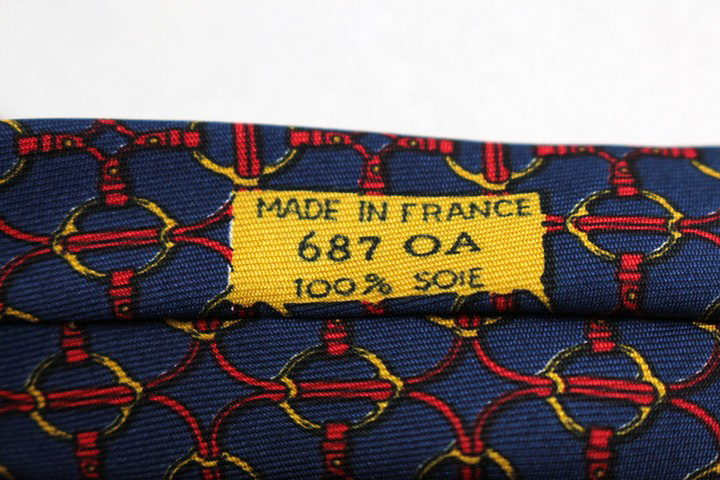 MADE IN FRANCE
687 OA
100% SOIE